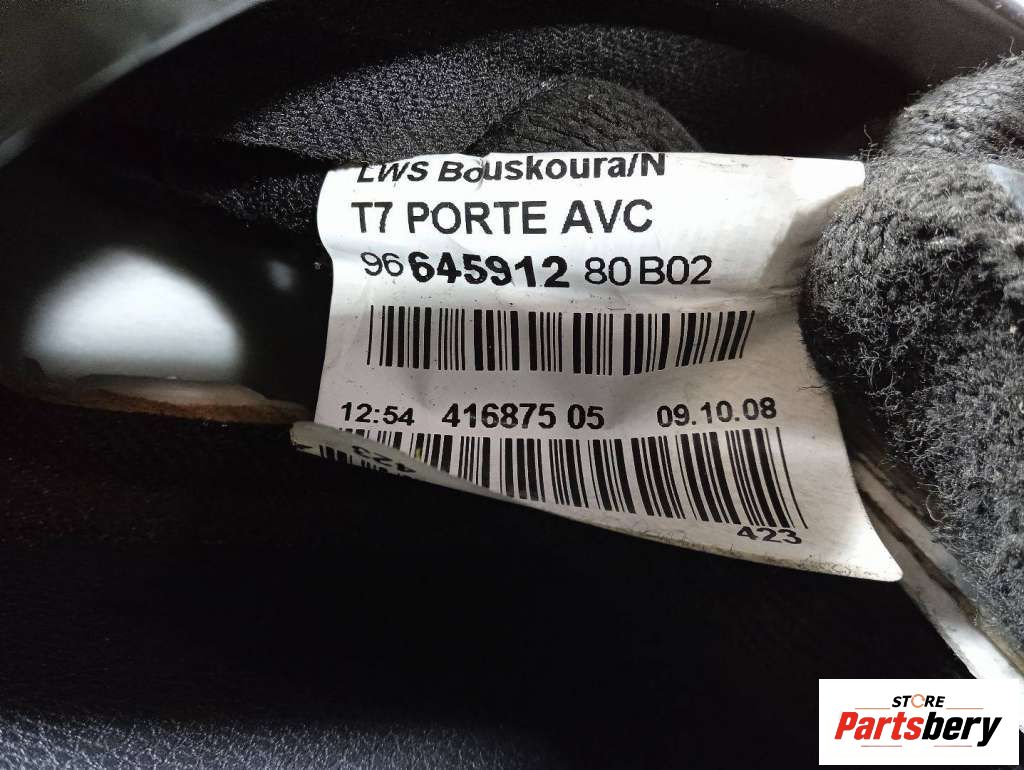 LWS Bouskoura/N
T7 PORTE AVC
96 645912 80 B02
12:54 416875 05 09.10.08
423
423
STORE
Partsbery